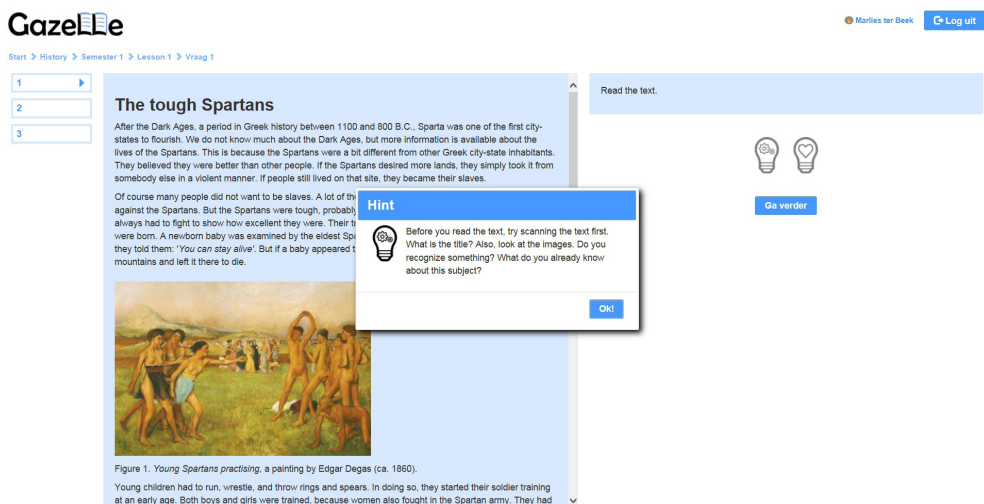 Gazelle
Marlies ter Beek
Log uit
Start > History > Semester 1 > Lesson 1 > Vraag 1
1
2
3
The tough Spartans
After the Dark Ages, a period in Greek history between 1100 and 800 B.C., Sparta was one of the first city-
states to flourish. We do not know much about the Dark Ages, but more information is available about the
lives of the Spartans. This is because the Spartans were a bit different from other Greek city-state inhabitants.
They believed they were better than other people. If the Spartans desired more lands, they simply took it from
somebody else in a violent manner. If people still lived on that site, they became their slaves.
Of course many people did not want to be slaves. A lot of
against the Spartans. But the Spartans were tough, probably
always had to fight to show how excellent they were. Their
were born. A newborn baby was examined by the eldest
they told them: 'You can stay alive'. But if a baby appeared
mountains and left it there to die.
Figure 1. Young Spartans practising, a painting by Edgar Degas (ca. 1860).
Young children had to run, wrestle, and throw rings and spears. In doing so, they started their soldier training
at an early age. Both boys and girls were trained, because women also fought in the Spartan army. They had
Hint
Before you read the text, try scanning the text first.
What is the title? Also, look at the images. Do you
recognize something? What do you already know
about this subject?
Ok!
Read the text.
Ga verder